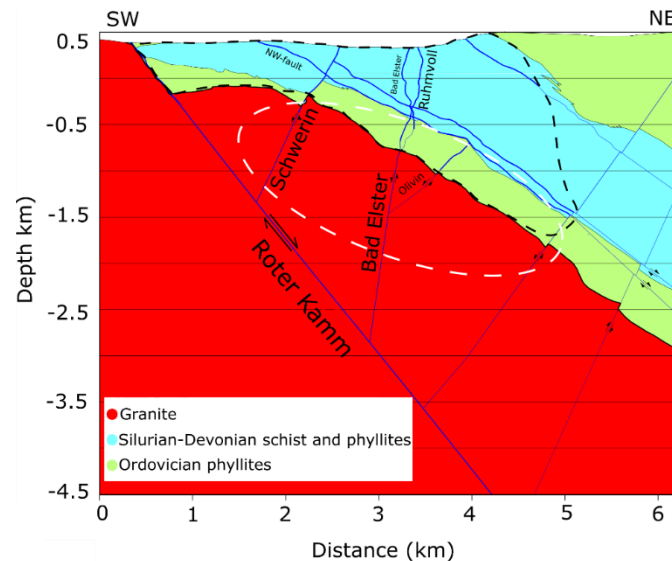 SW
NE
0.5
-0.5
-1.5
-2.5
-3.5
-4.5
Depth km)
NW-fault
Bad Elster
Ruhmvoll
Schwerin
Bad Elster
Olivin
Roter Kamm
Granite
Silurian-Devonian schist and phyllites
Ordovician phyllites
0 1 2 3 4 5 6
Distance (km)